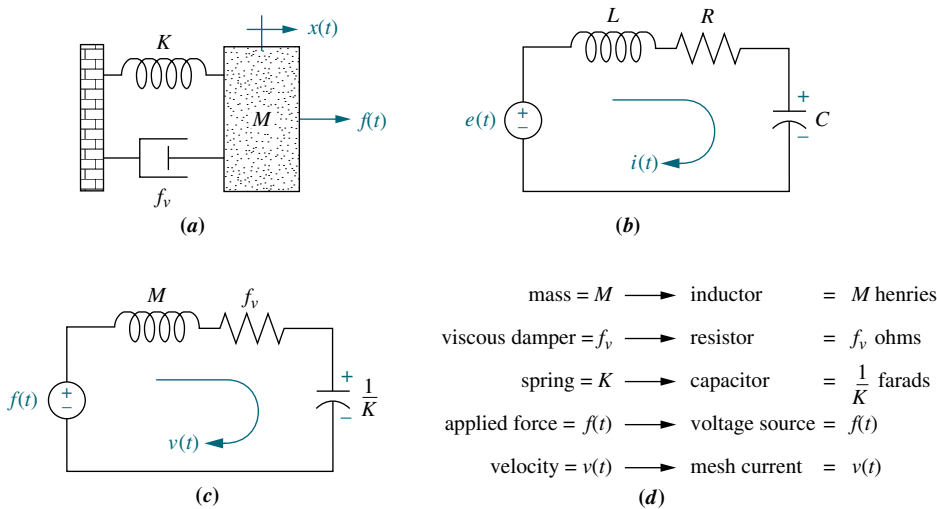 x(t)
K
M
f(t)
f_v
(a)
L
R
+
e(t)
+
−
C
i(t)
−
(b)
M
f_v
f(t)
+
−
+
1/K
−
v(t)
(c)
mass = M → inductor = M henries
viscous damper = f_v → resistor = f_v ohms
spring = K → capacitor = 1/K farads
applied force = f(t) → voltage source = f(t)
velocity = v(t) → mesh current = v(t)
(d)